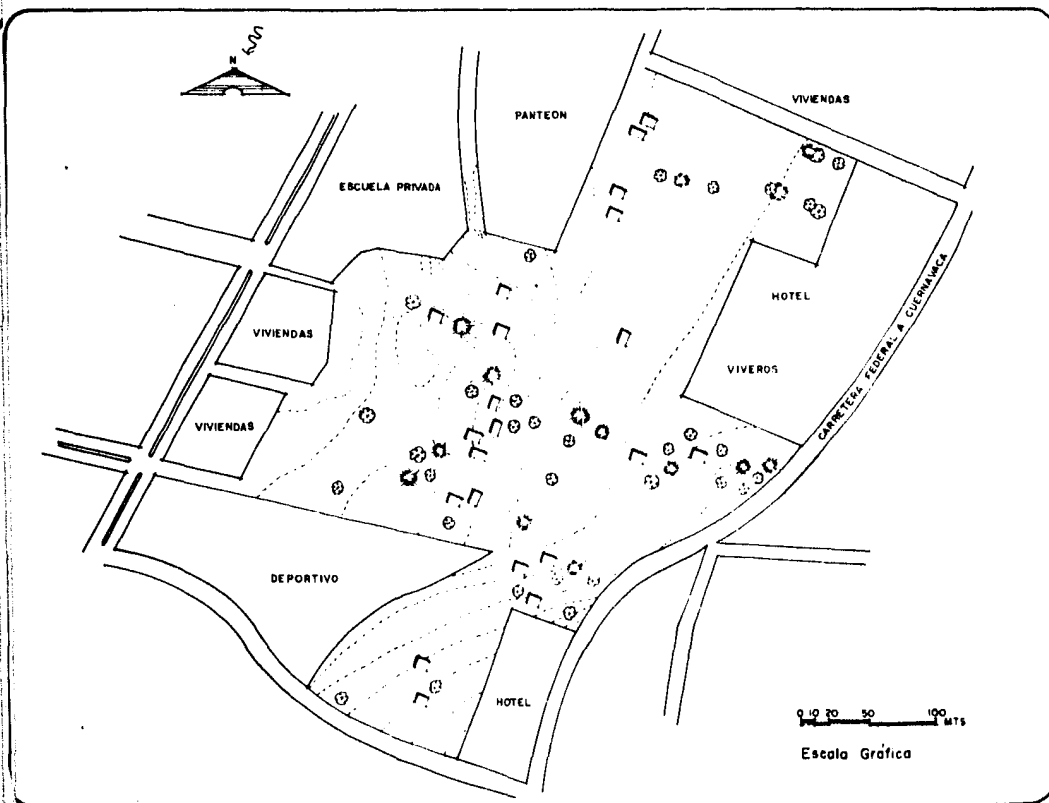 N
VIVIENDAS
PANTEON
ESCUELA PRIVADA
HOTEL
CARRETERA FEDERAL A CUERNAVACA
VIVIENDAS
VIVEROS
VIVIENDAS
DEPORTIVO
HOTEL
0 10 20 50 100 MTS
Escala Gráfica